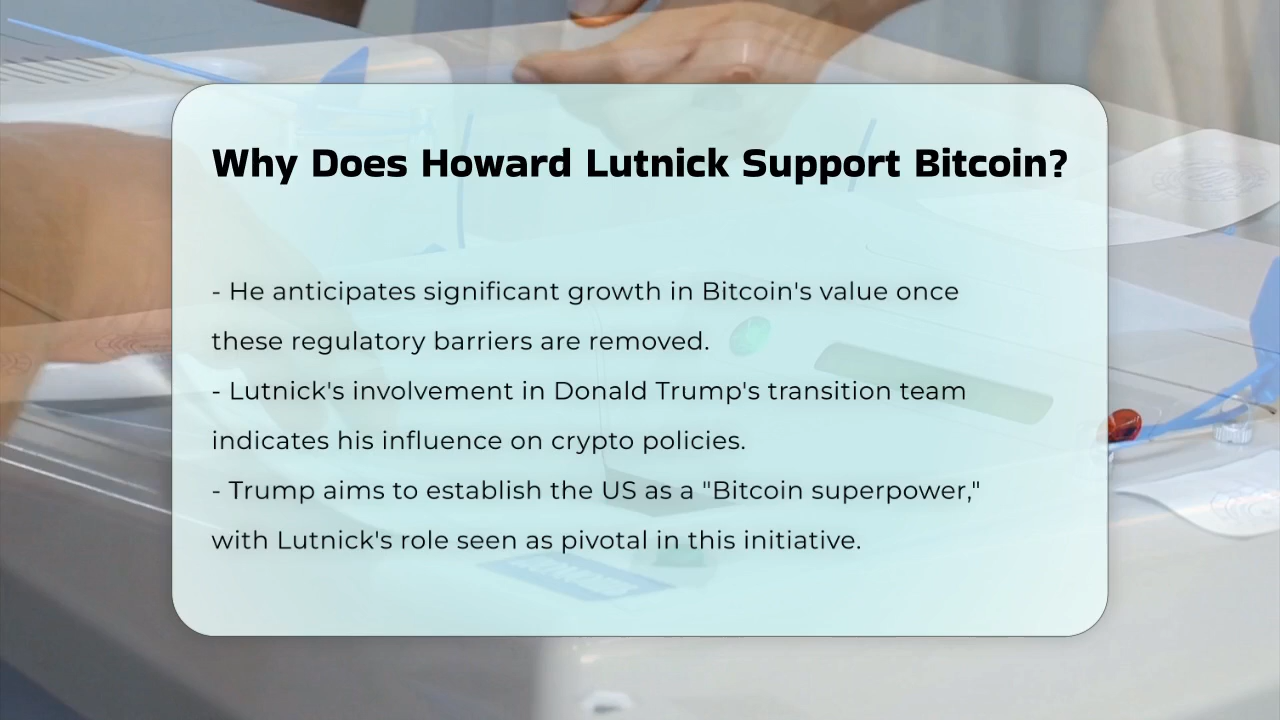 Why Does Howard Lutnick Support Bitcoin?
- He anticipates significant growth in Bitcoin's value once
these regulatory barriers are removed.
- Lutnick's involvement in Donald Trump's transition team
indicates his influence on crypto policies.
- Trump aims to establish the US as a "Bitcoin superpower,"
with Lutnick's role seen as pivotal in this initiative.